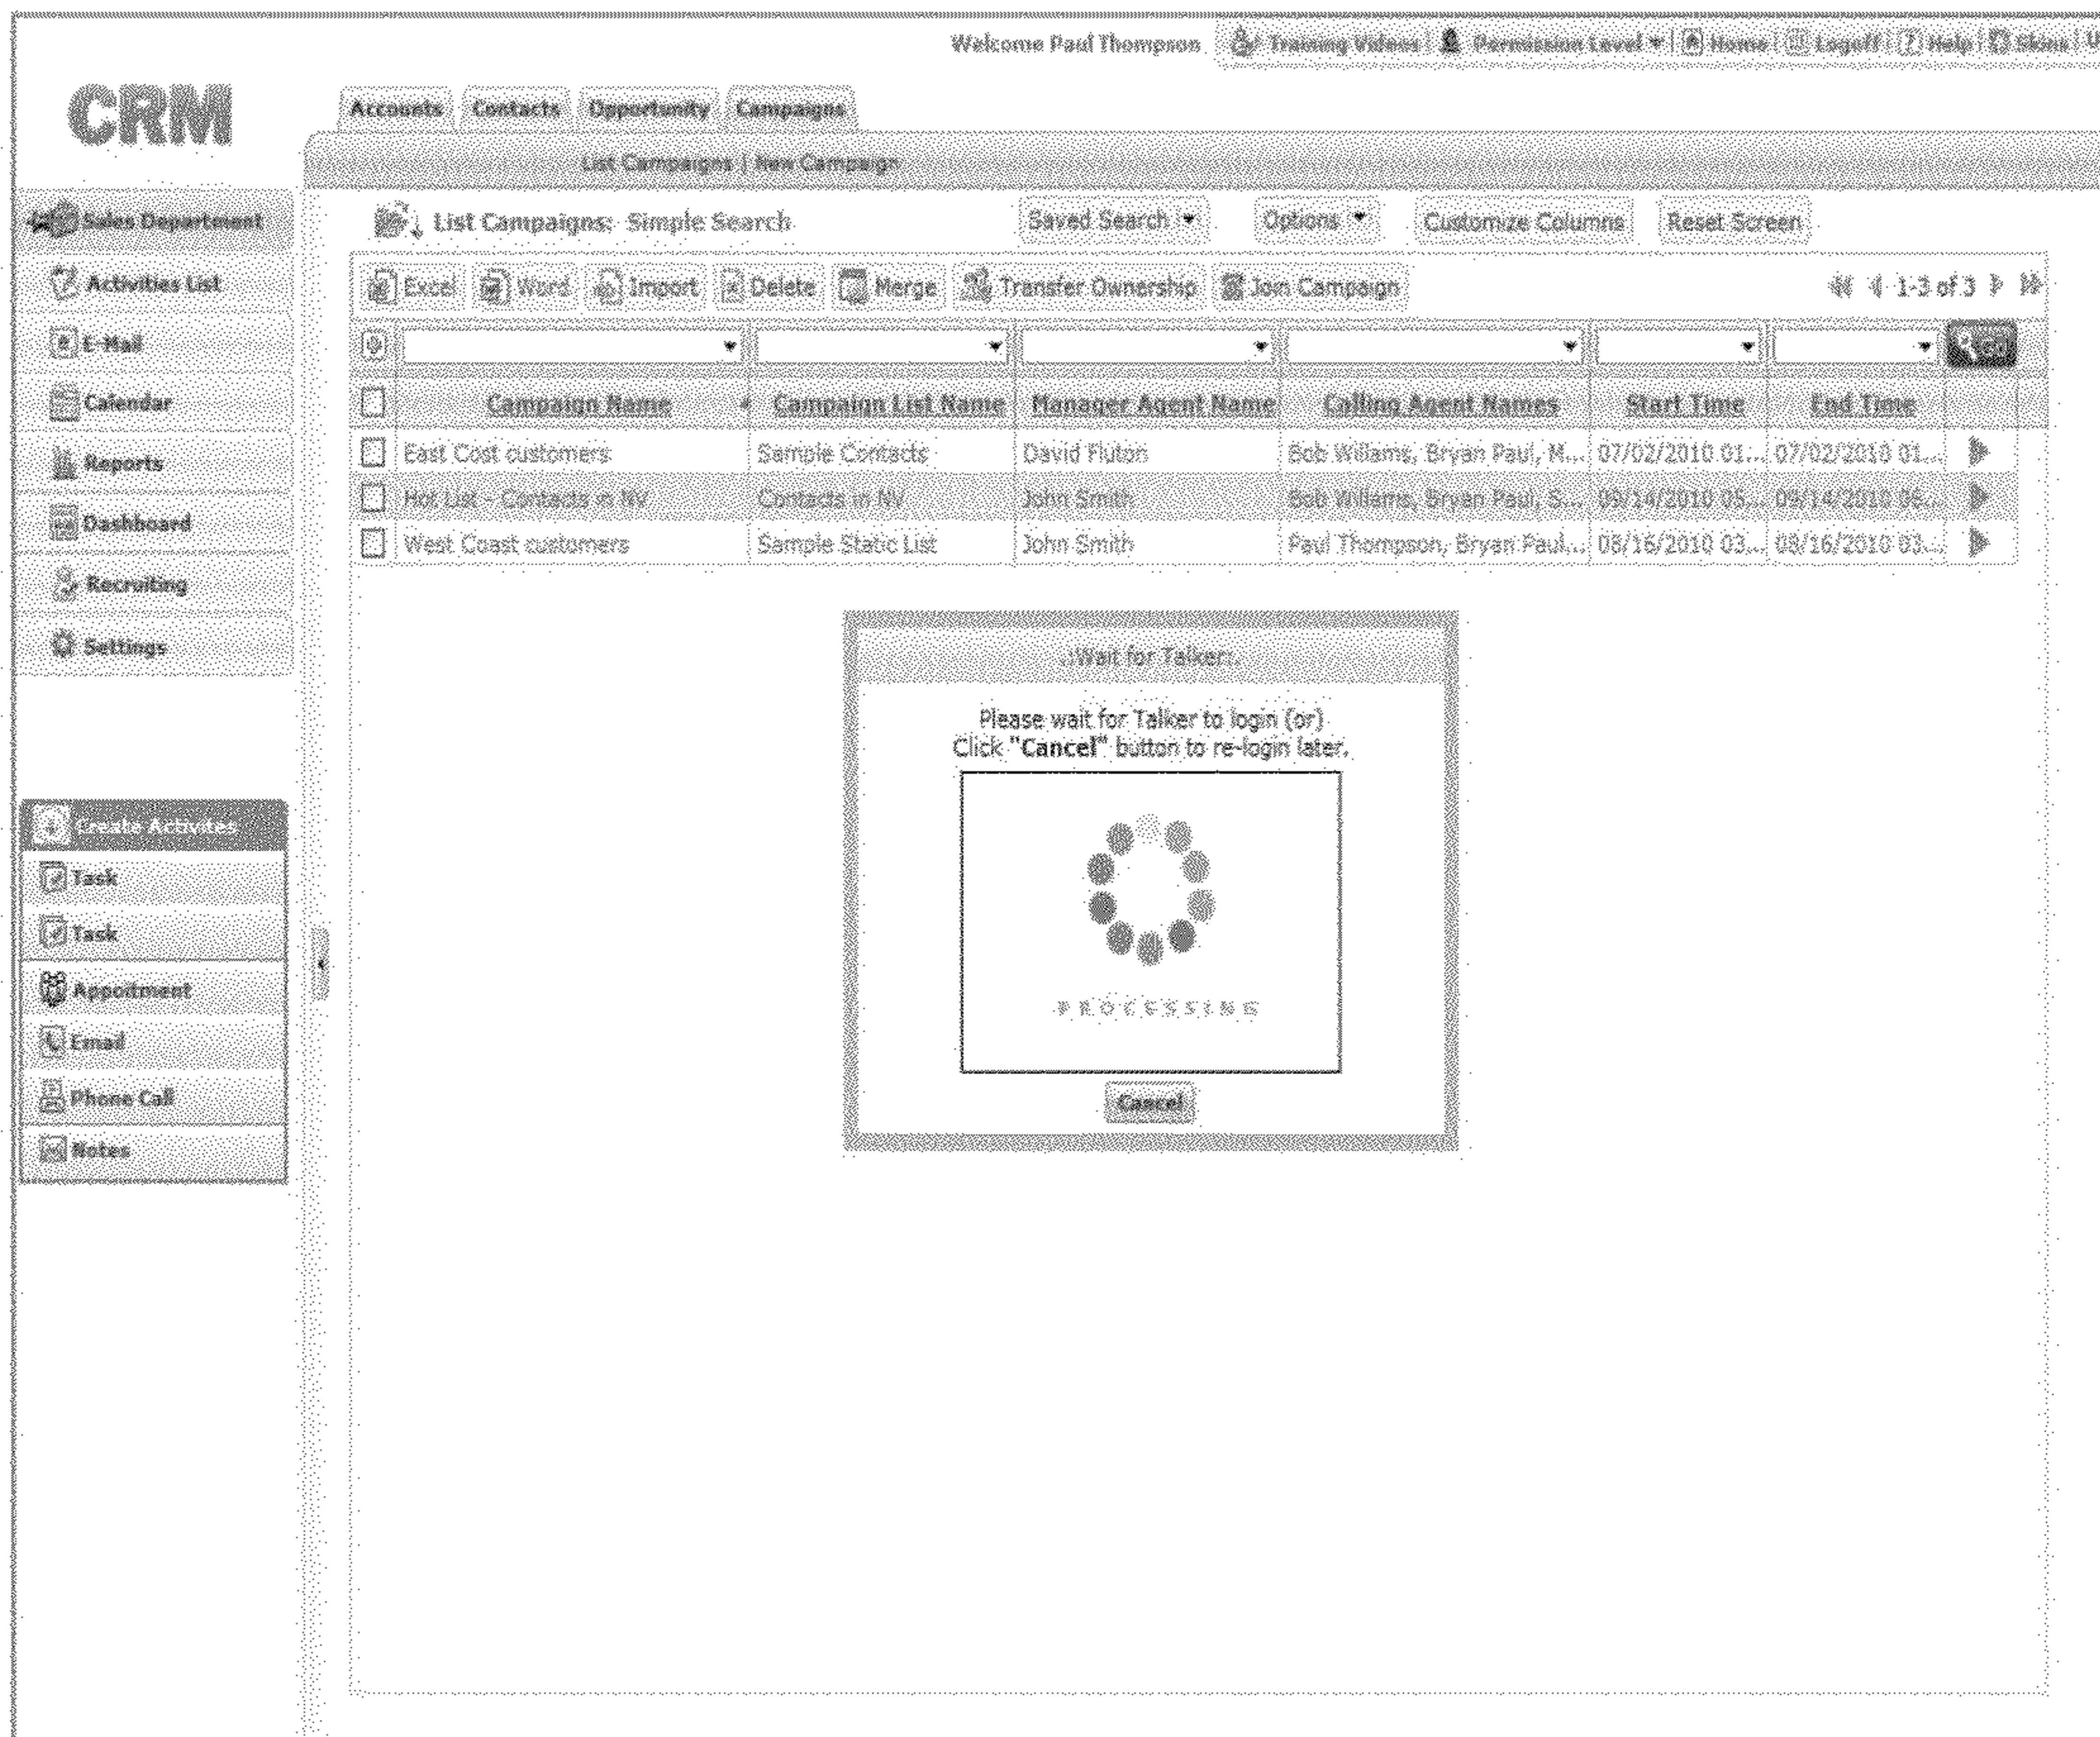 Welcome Paul Thompson Training Videos | Permission Level | Home | Logoff | Help | Skins |
CRM
Accounts Contacts Opportunity Campaigns
List Campaigns | New Campaign
Sales Department
Activities List
E-Mail
Calendar
Reports
Dashboard
Recruiting
Settings
Create Activites
Task
Task
Appoitment
Email
Phone Call
Notes
List Campaigns: Simple Search Saved Search Options Customize Columns Reset Screen
Excel Word Import Delete Merge Transfer Ownership Join Campaign 1-3 of 3
GO
Campaign Name Campaign List Name Manager Agent Name Calling Agent Names Start Time End Time
East Cost customers Sample Contacts David Fluton Bob Williams, Bryan Paul, M... 07/02/2010 01... 07/02/2010 01...
Hot List - Contacts in NV Contacts in NV John Smith Bob Williams, Bryan Paul, S... 09/14/2010 05... 09/14/2010 06...
West Coast customers Sample Static List John Smith Paul Thompson, Bryan Paul... 08/16/2010 03... 08/16/2010 03...
.:Wait for Talker:.
Please wait for Talker to login (or)
Click "Cancel" button to re-login later.
PROCESSING
Cancel